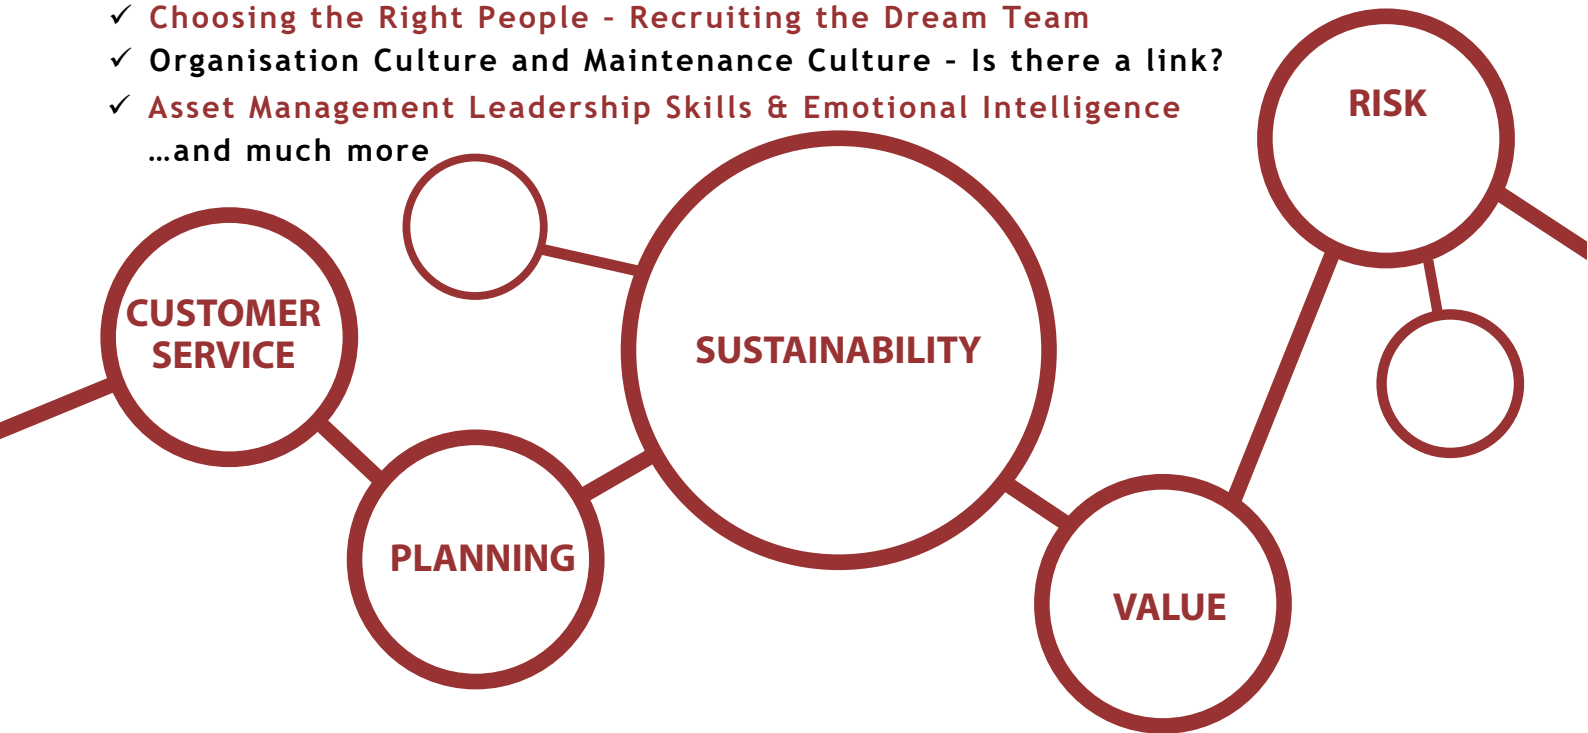 ✓ Choosing the Right People - Recruiting the Dream Team
✓ Organisation Culture and Maintenance Culture - Is there a link?
✓ Asset Management Leadership Skills & Emotional Intelligence
…and much more
RISK
CUSTOMER
SERVICE
SUSTAINABILITY
PLANNING
VALUE